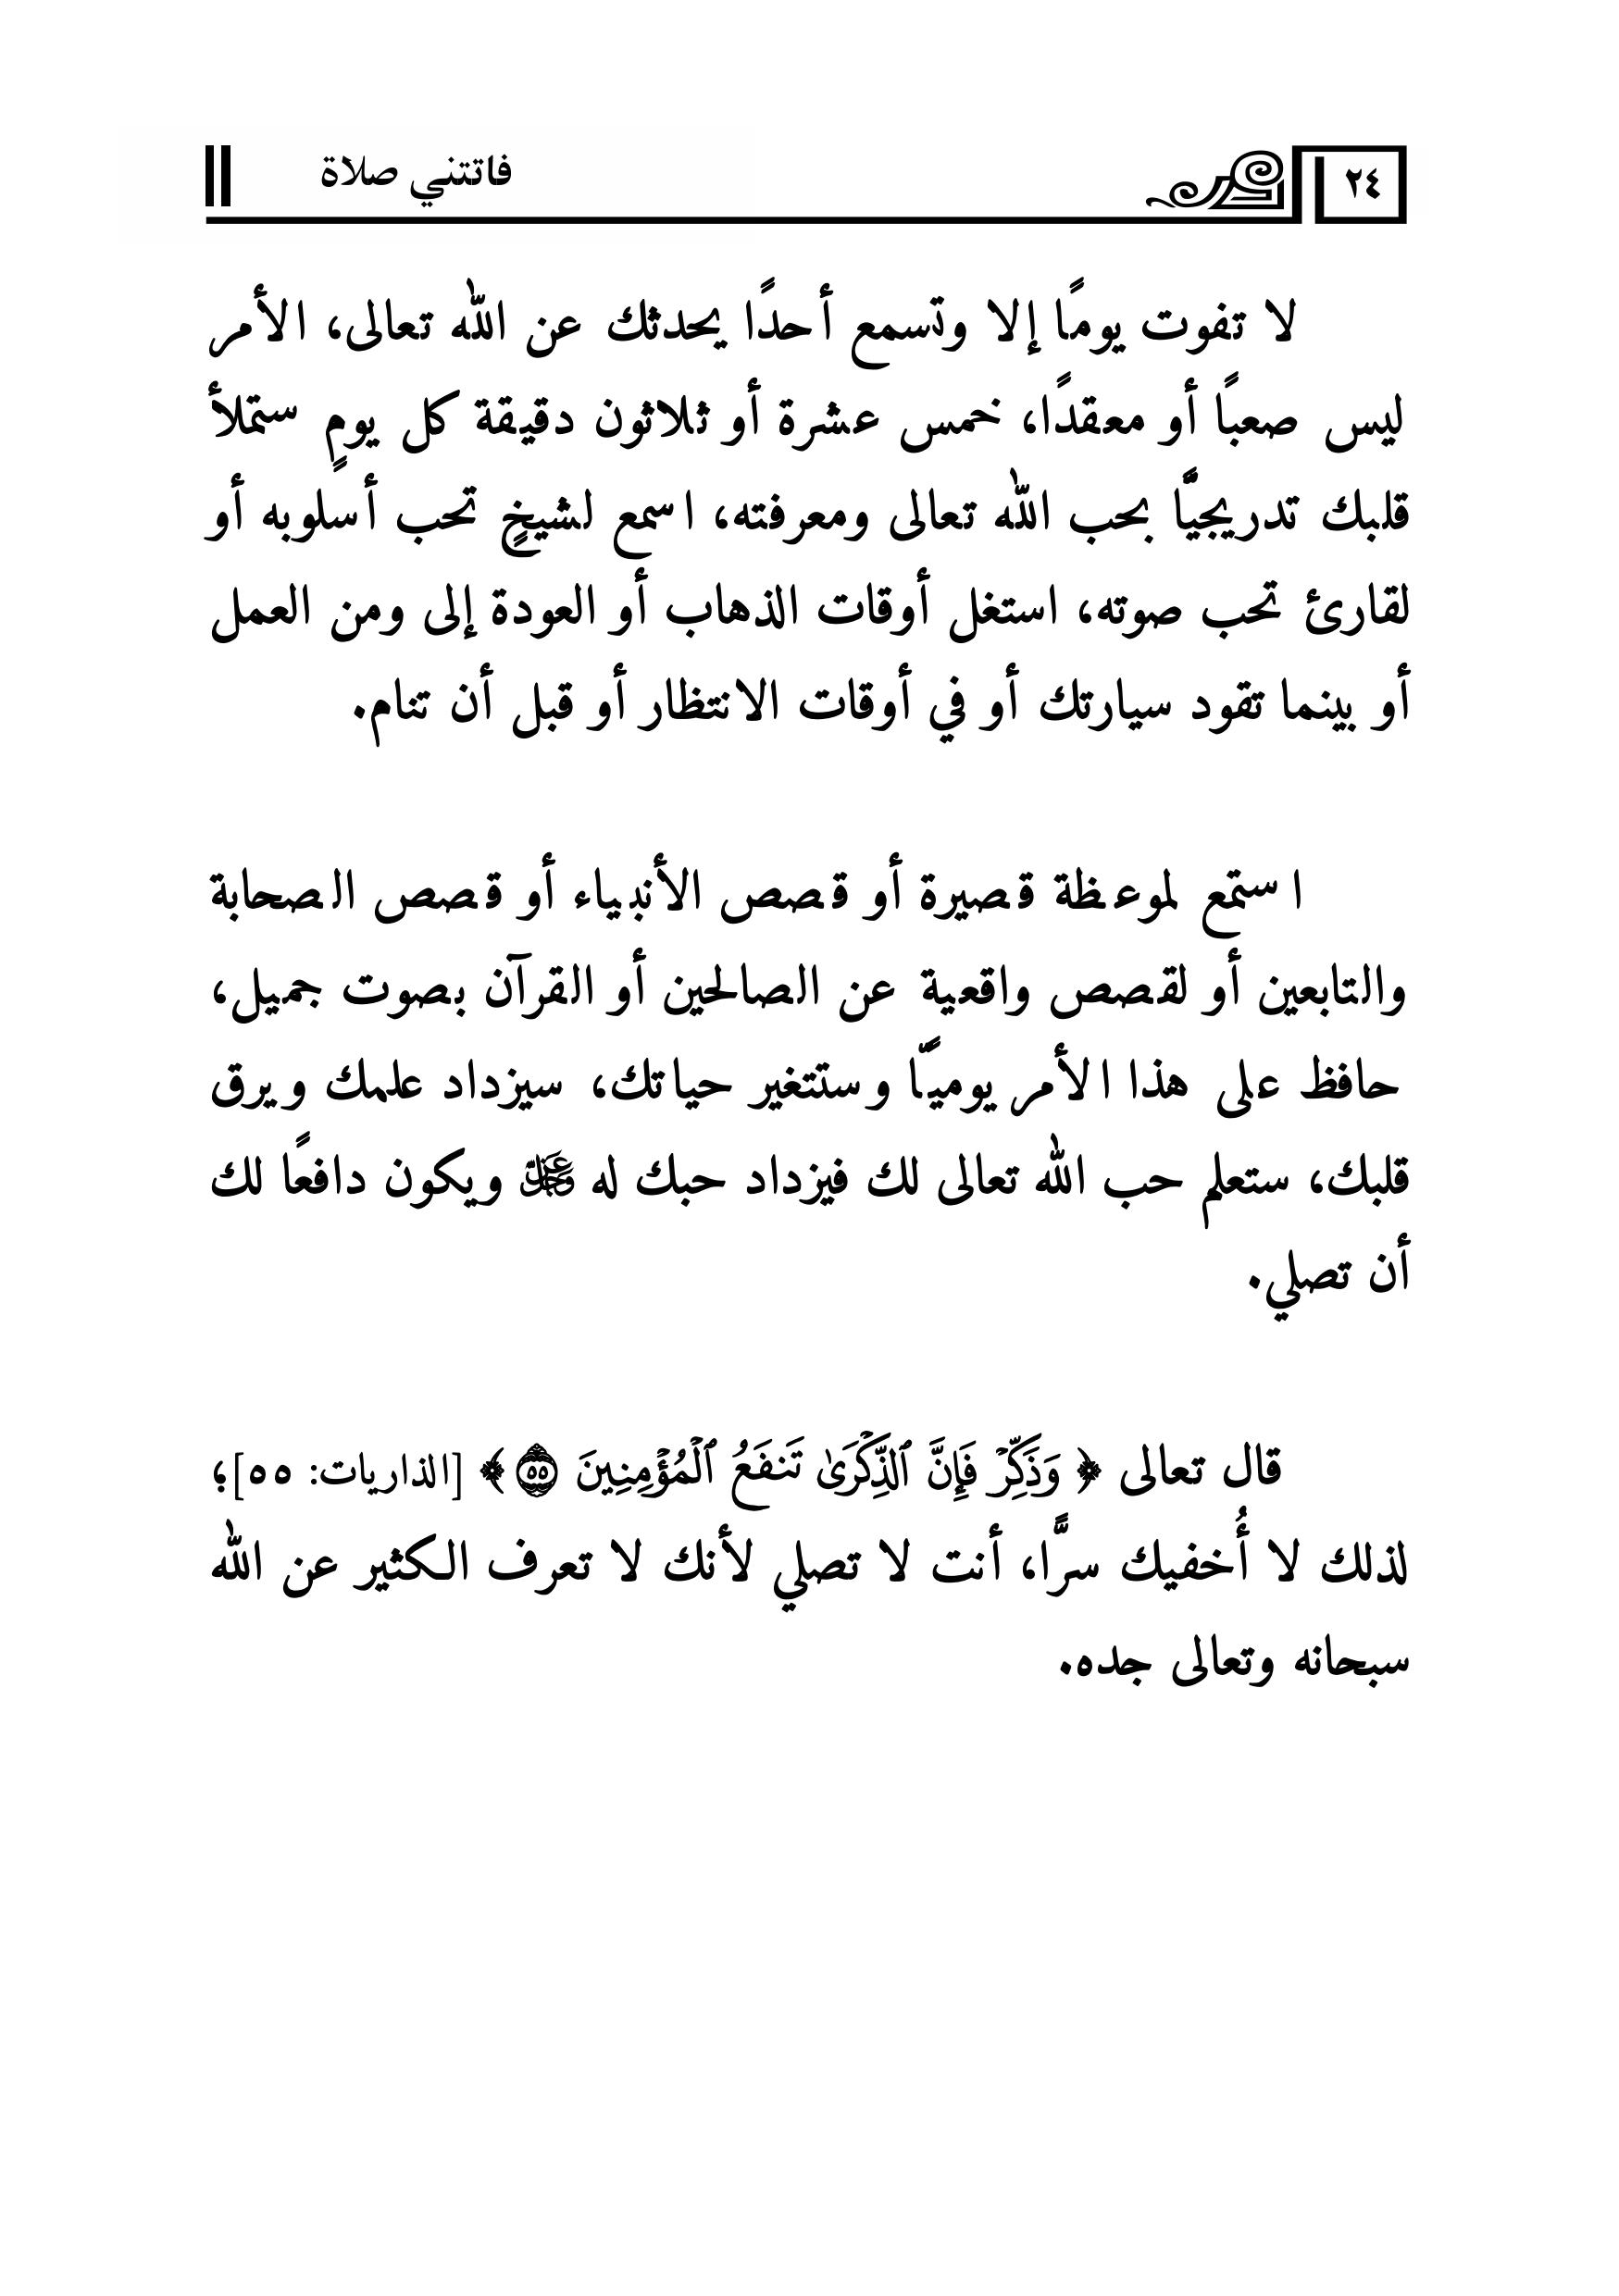 ٢٤ فاتتني صلاة
لا تفوت يومًا إلا وتسمع أحدًا يحدثك عن الله تعالى، الأمر
ليس صعبًا أو معقدًا، خمس عشرة أو ثلاثون دقيقة كل يومٍ ستملأ
قلبك تدريجيًّا بحب الله تعالى ومعرفته، اسمع لشيخٍ تحب أسلوبه أو
لقارئ تحب صوته، استغل أوقات الذهاب أو العودة إلى ومن العمل
أو بينما تقود سيارتك أو في أوقات الانتظار أو قبل أن تنام.
استمع لموعظة قصيرة أو قصص الأنبياء أو قصص الصحابة
والتابعين أو لقصص واقعية عن الصالحين أو القرآن بصوت جميل،
حافظ على هذا الأمر يوميًّا وستتغير حياتك، سيزداد علمك ويرق
قلبك، ستعلم حب الله تعالى لك فيزداد حبك له عَزَّ وَجَلَّ ويكون دافعًا لك
أن تصلي.
قال تعالى ﴿ وَذَكِّرۡ فَإِنَّ ٱلذِّكۡرَىٰ تَنفَعُ ٱلۡمُؤۡمِنِينَ ٥٥ ﴾ [الذاريات: ٥٥]؛
لذلك لا أُخفيك سرًّا، أنت لا تصلي لأنك لا تعرف الكثير عن الله
سبحانه وتعالى جده.